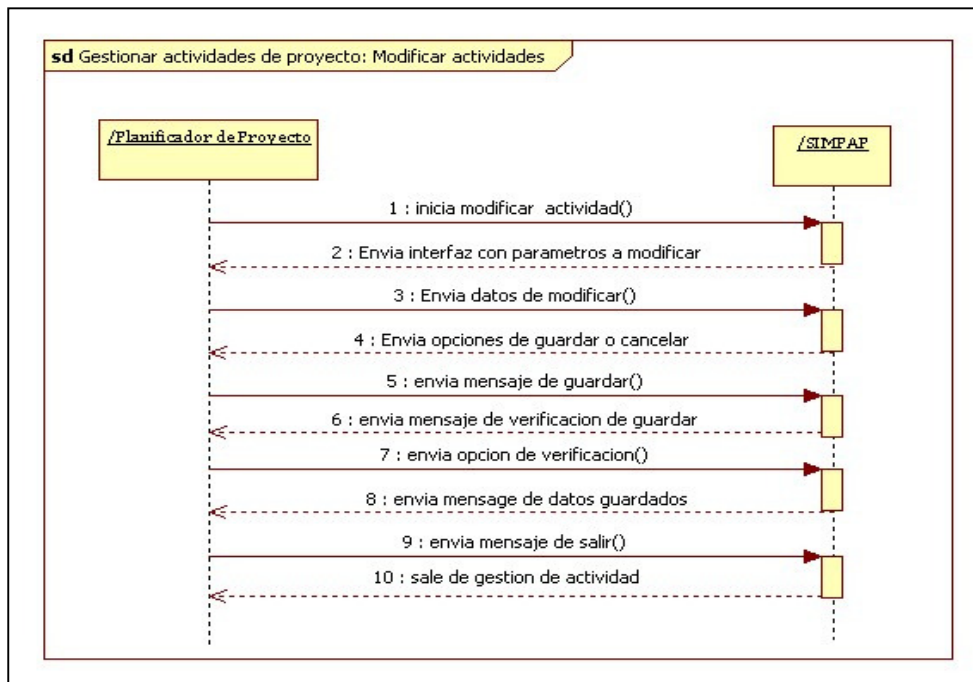 sd Gestionar actividades de proyecto: Modificar actividades
/Planificador de Proyecto
/SIMPAP
1 : inicia modificar actividad()
2 : Envia interfaz con parametros a modificar
3 : Envia datos de modificar()
4 : Envia opciones de guardar o cancelar
5 : envia mensaje de guardar()
6 : envia mensaje de verificacion de guardar
7 : envia opcion de verificacion()
8 : envia mensage de datos guardados
9 : envia mensaje de salir()
10 : sale de gestion de actividad